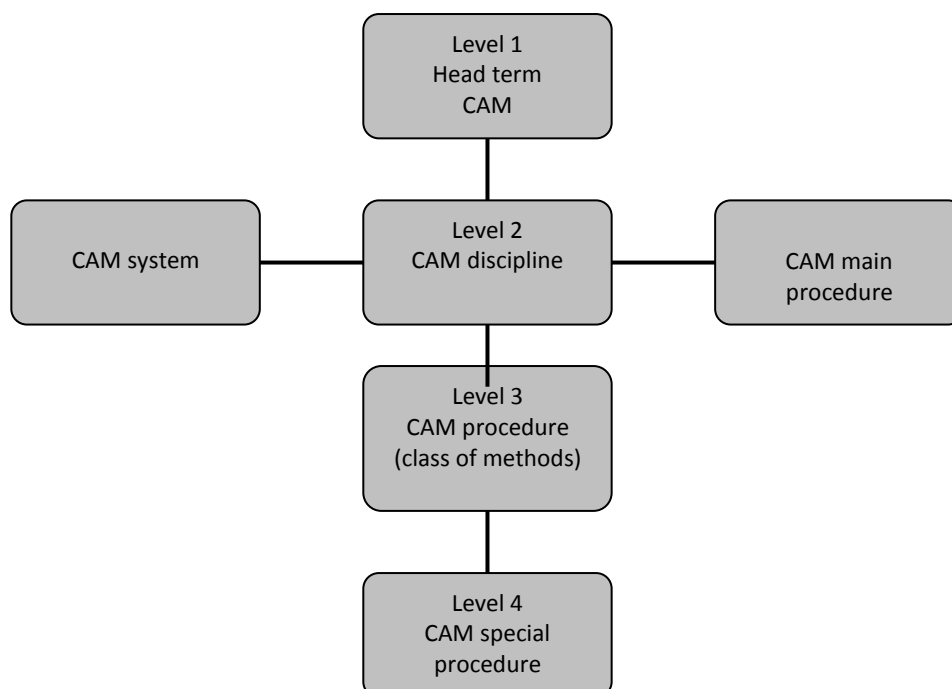 Level 1
Head term
CAM
CAM system
Level 2
CAM discipline
CAM main
procedure
Level 3
CAM procedure
(class of methods)
Level 4
CAM special
procedure